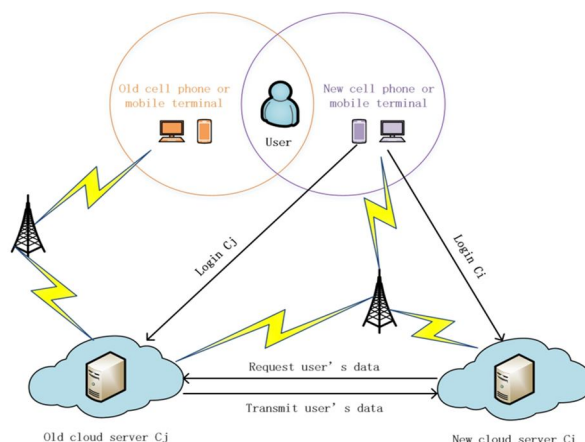 Old cell phone or
mobile terminal
New cell phone or
mobile terminal
User
Login Cj
Login Ci
Request user's data
Transmit user's data
Old cloud server Cj
New cloud server Ci